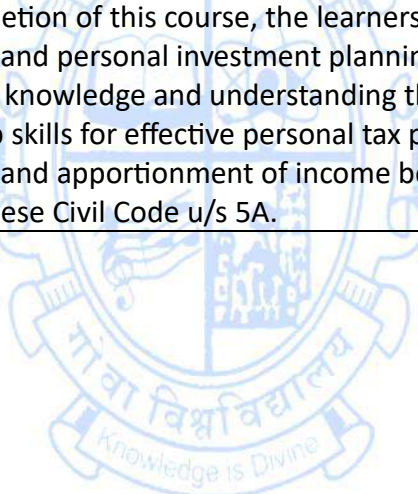 etion of this course, the learners
and personal investment plannin
knowledge and understanding th
o skills for effective personal tax p
and apportionment of income be
ese Civil Code u/s 5A.
गोंय विश्वविद्यालय
Knowledge is Divine